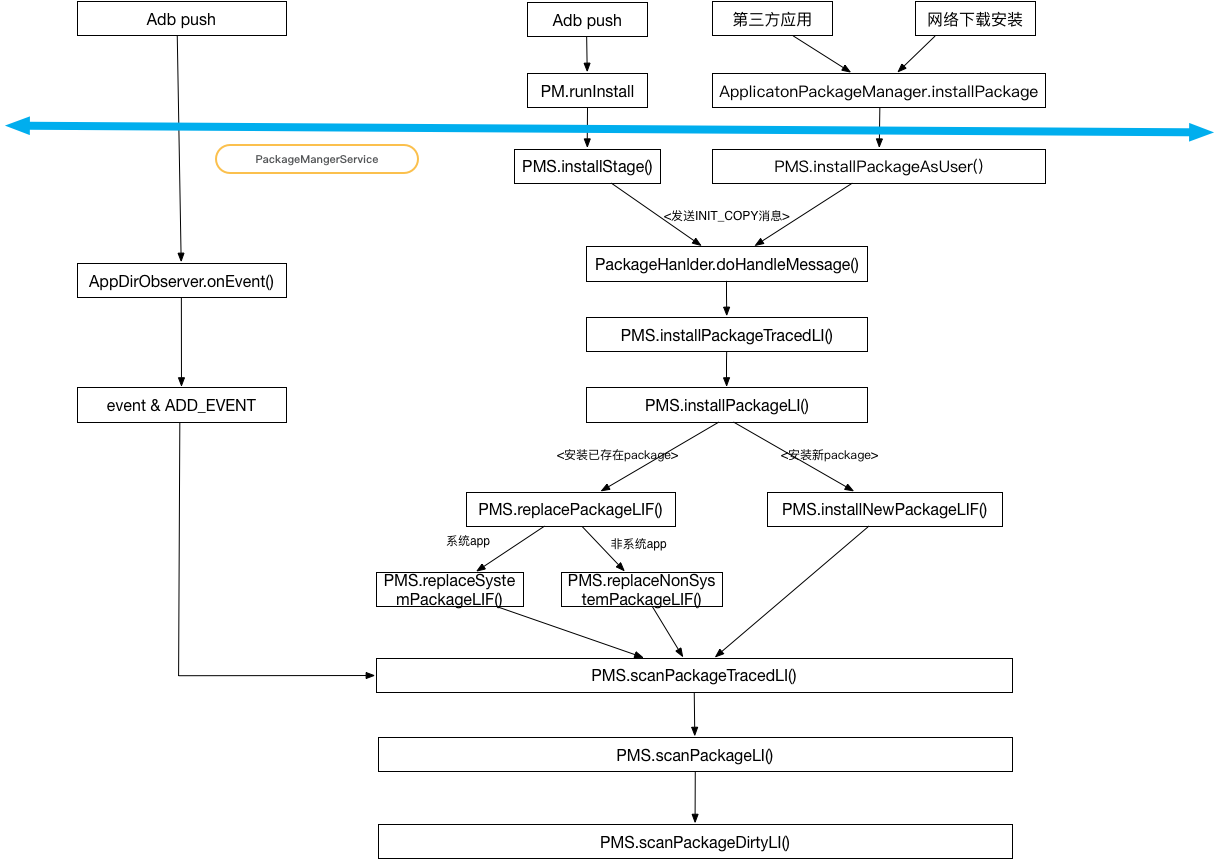 Adb push
Adb push
第三方应用
网络下载安装
PM.runInstall
ApplicatonPackageManager.installPackage
PackageMangerService
PMS.installStage()
PMS.installPackageAsUser()
<发送INIT_COPY消息>
AppDirObserver.onEvent()
PackageHanlder.doHandleMessage()
PMS.installPackageTracedLI()
event & ADD_EVENT
PMS.installPackageLI()
<安装已存在package>
<安装新package>
PMS.replacePackageLIF()
PMS.installNewPackageLIF()
系统app
非系统app
PMS.replaceSyste
mPackageLIF()
PMS.replaceNonSys
temPackageLIF()
PMS.scanPackageTracedLI()
PMS.scanPackageLI()
PMS.scanPackageDirtyLI()